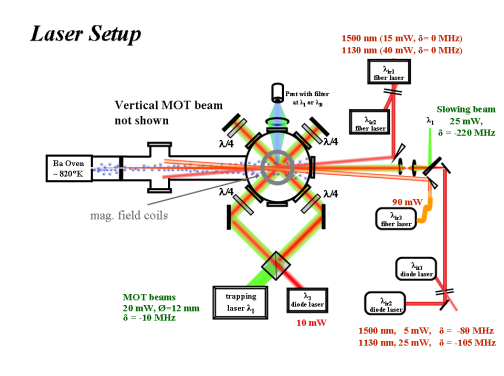 Laser Setup
1500 nm (15 mW, δ= 0 MHz)
1130 nm (40 mW, δ= 0 MHz)
λir1
fiber laser
Pmt with filter
at λ1 or λB
Vertical MOT beam
not shown
λir2
fiber laser
λ1
Slowing beam
25 mW,
δ = -220 MHz
λ/4
λ/4
Ba Oven
~ 820°K
λ/4
λ/4
mag. field coils
90 mW
λir3
fiber laser
λir1
diode laser
MOT beams
20 mW, Ø=12 mm
δ = -10 MHz
trapping
laser λ1
λ3
diode laser
10 mW
λir2
diode laser
1500 nm, 5 mW, δ = -80 MHz
1130 nm, 25 mW, δ = -105 MHz